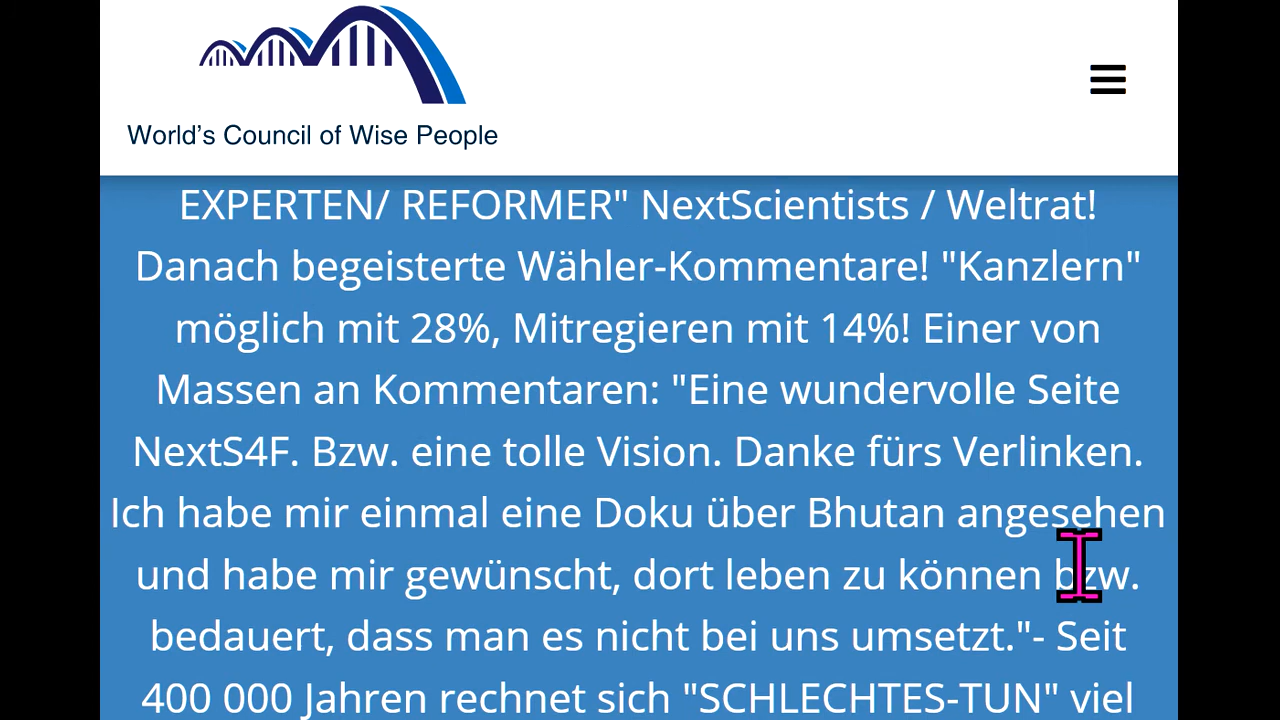 World's Council of Wise People
EXPERTEN/ REFORMER" NextScientists / Weltrat!
Danach begeisterte Wähler-Kommentare! "Kanzlern"
möglich mit 28%, Mitregieren mit 14%! Einer von
Massen an Kommentaren: "Eine wundervolle Seite
NextS4F. Bzw. eine tolle Vision. Danke fürs Verlinken.
Ich habe mir einmal eine Doku über Bhutan angesehen
und habe mir gewünscht, dort leben zu können bzw.
bedauert, dass man es nicht bei uns umsetzt."- Seit
400 000 Jahren rechnet sich "SCHLECHTES-TUN" viel